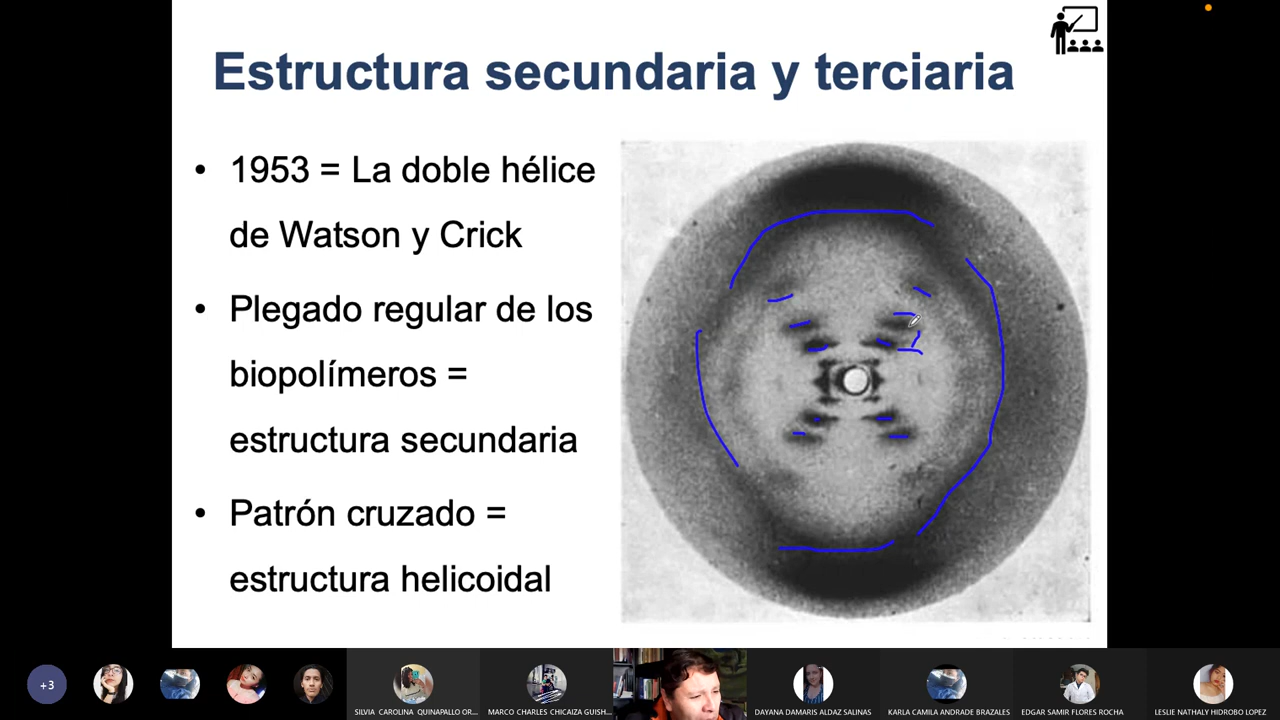 Estructura secundaria y terciaria
• 1953 = La doble hélice
de Watson y Crick
• Plegado regular de los
biopolímeros =
estructura secundaria
• Patrón cruzado =
estructura helicoidal
+3
SILVIA CAROLINA QUINAPALLO OR...
MARCO CHARLES CHICAIZA GUISH...
DAYANA DAMARIS ALDAZ SALINAS
KARLA CAMILA ANDRADE BRAZALES
EDGAR SAMIR FLORES ROCHA
LESLIE NATHALY HIDROBO LOPEZ